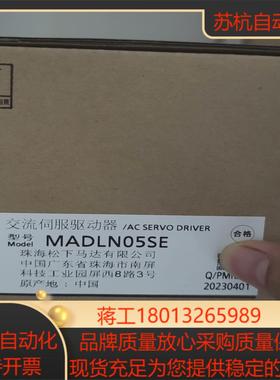 苏杭自动化
交流伺服驱动器 /AC SERVO DRIVER
型号
Model MADLN05SE
合格
珠海松下马达有限公司
中国广东省珠海市南屏
科技工业园屏西8路3号
原产地：中国
20230401
蒋工18013265989
自动化 品牌质量放心采购质量保
开票 现货充足为您提供稳定可